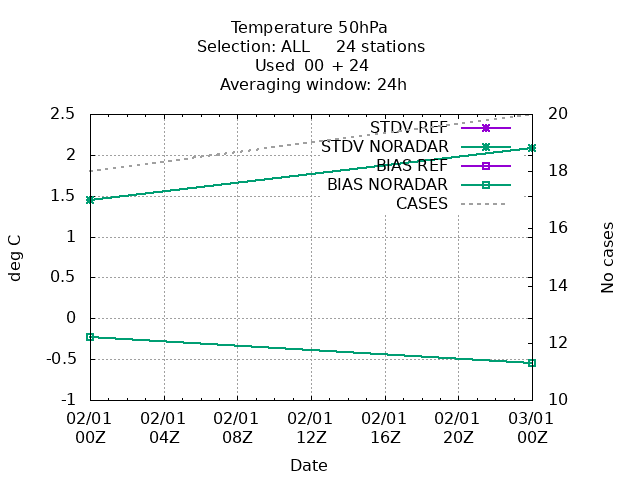 Temperature 50hPa
Selection: ALL     24 stations
Used  00  + 24
Averaging window: 24h
2.5
2
1.5
1
0.5
0
-0.5
-1
deg C
20
18
16
14
12
10
No cases
STDV REF
STDV NORADAR
BIAS REF
BIAS NORADAR
CASES
02/01 02/01 02/01 02/01 02/01 02/01 03/01
00Z 04Z 08Z 12Z 16Z 20Z 00Z
Date